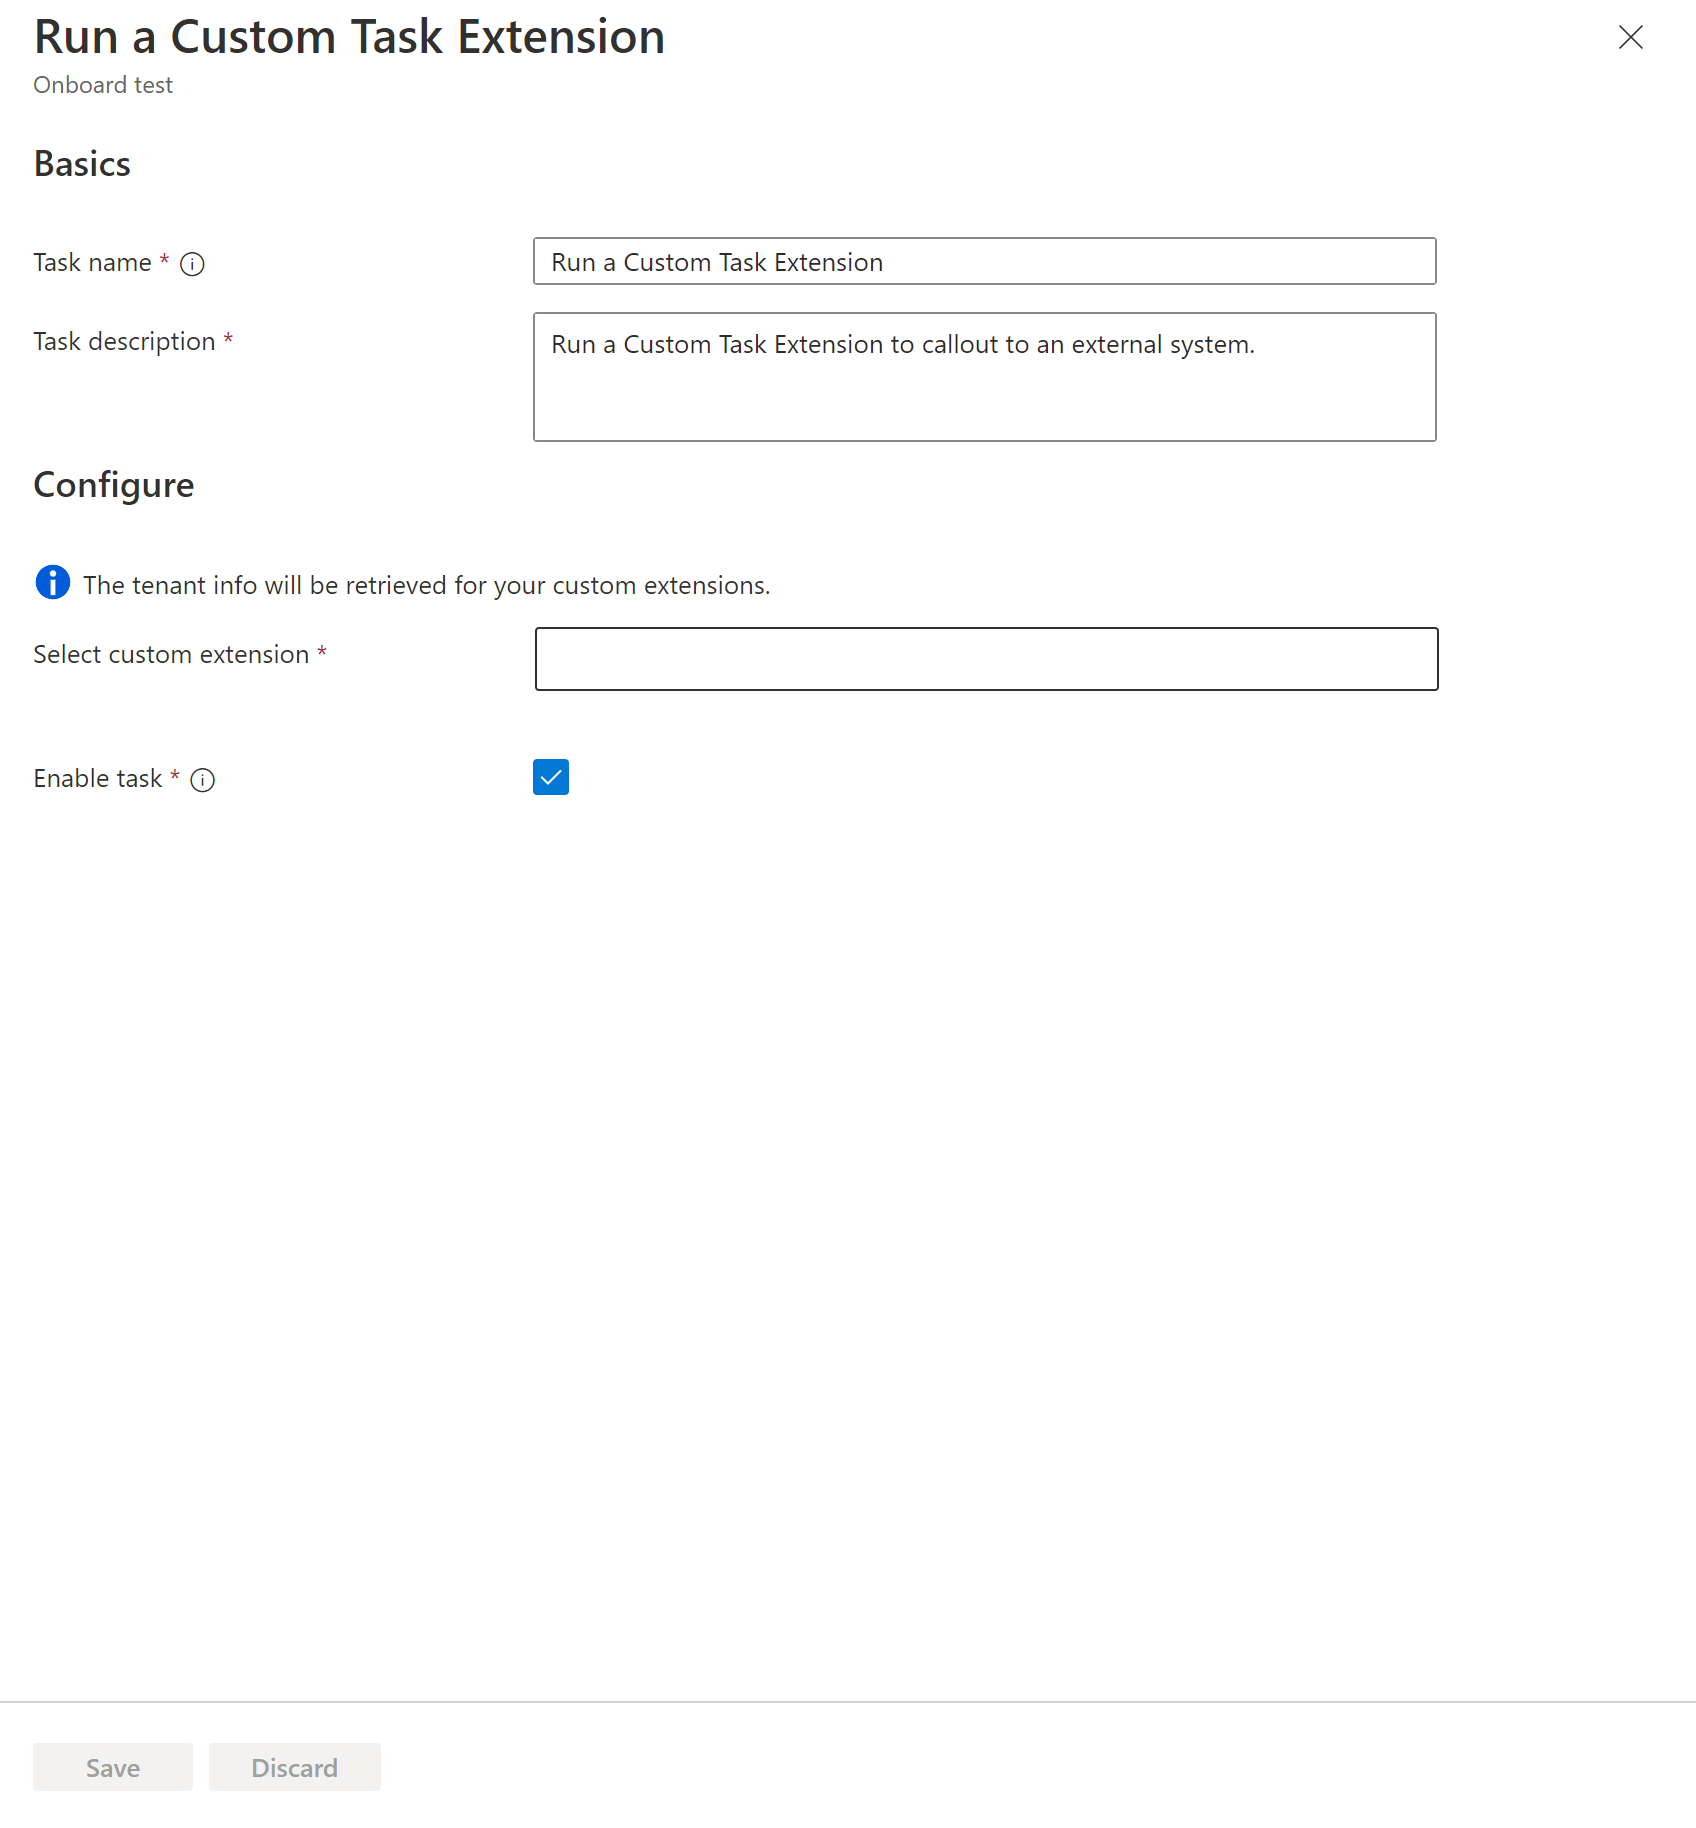 Run a Custom Task Extension
Onboard test
Basics
Task name *
Run a Custom Task Extension
Task description *
Run a Custom Task Extension to callout to an external system.
Configure
The tenant info will be retrieved for your custom extensions.
Select custom extension *
Enable task *
Save
Discard